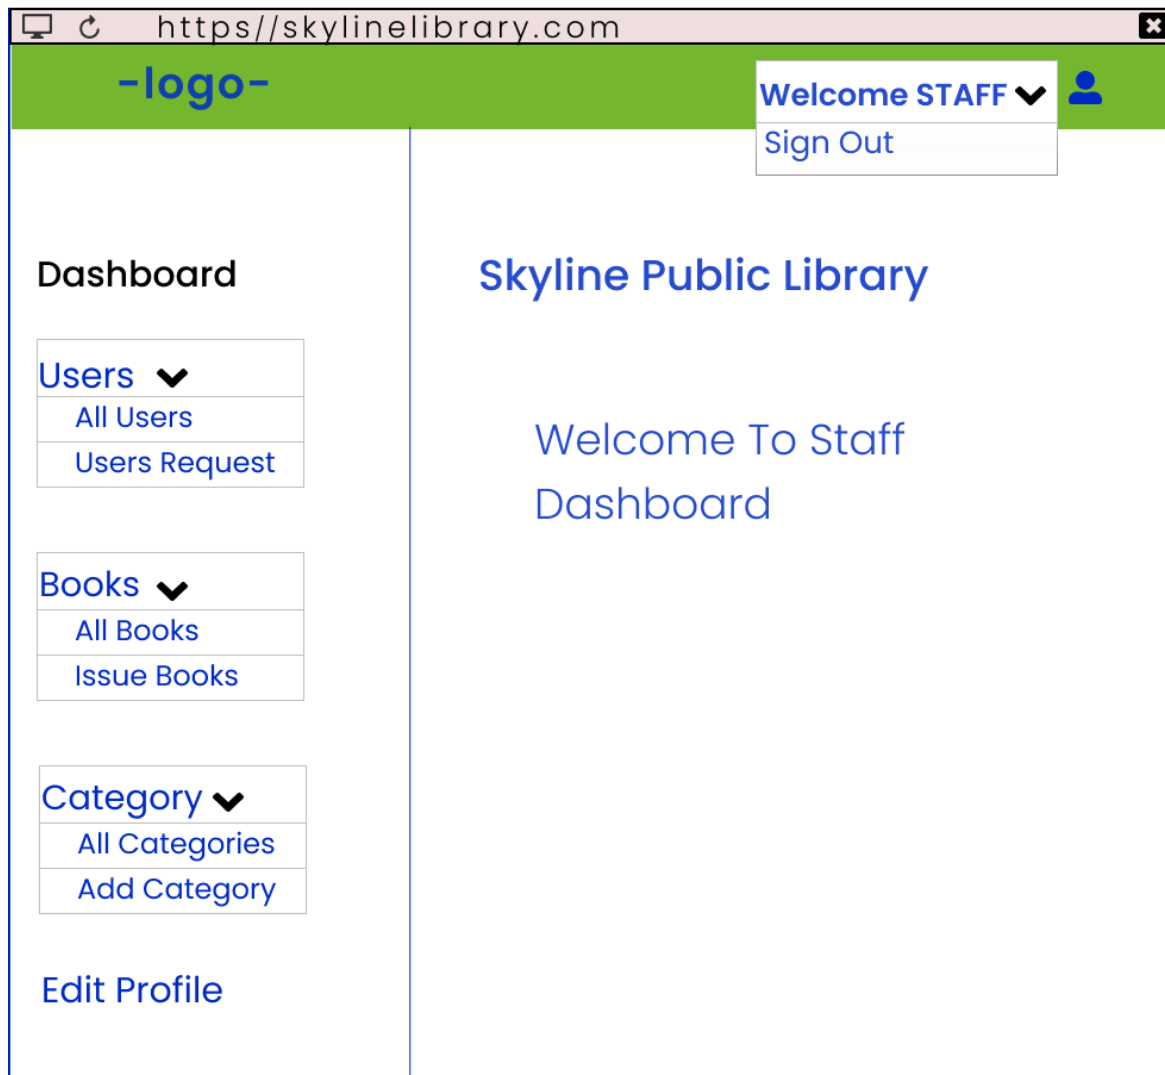 https//skylinelibrary.com
-logo-
Welcome STAFF
Sign Out
Dashboard
Users
All Users
Users Request
Books
All Books
Issue Books
Category
All Categories
Add Category
Edit Profile
Skyline Public Library
Welcome To Staff
Dashboard